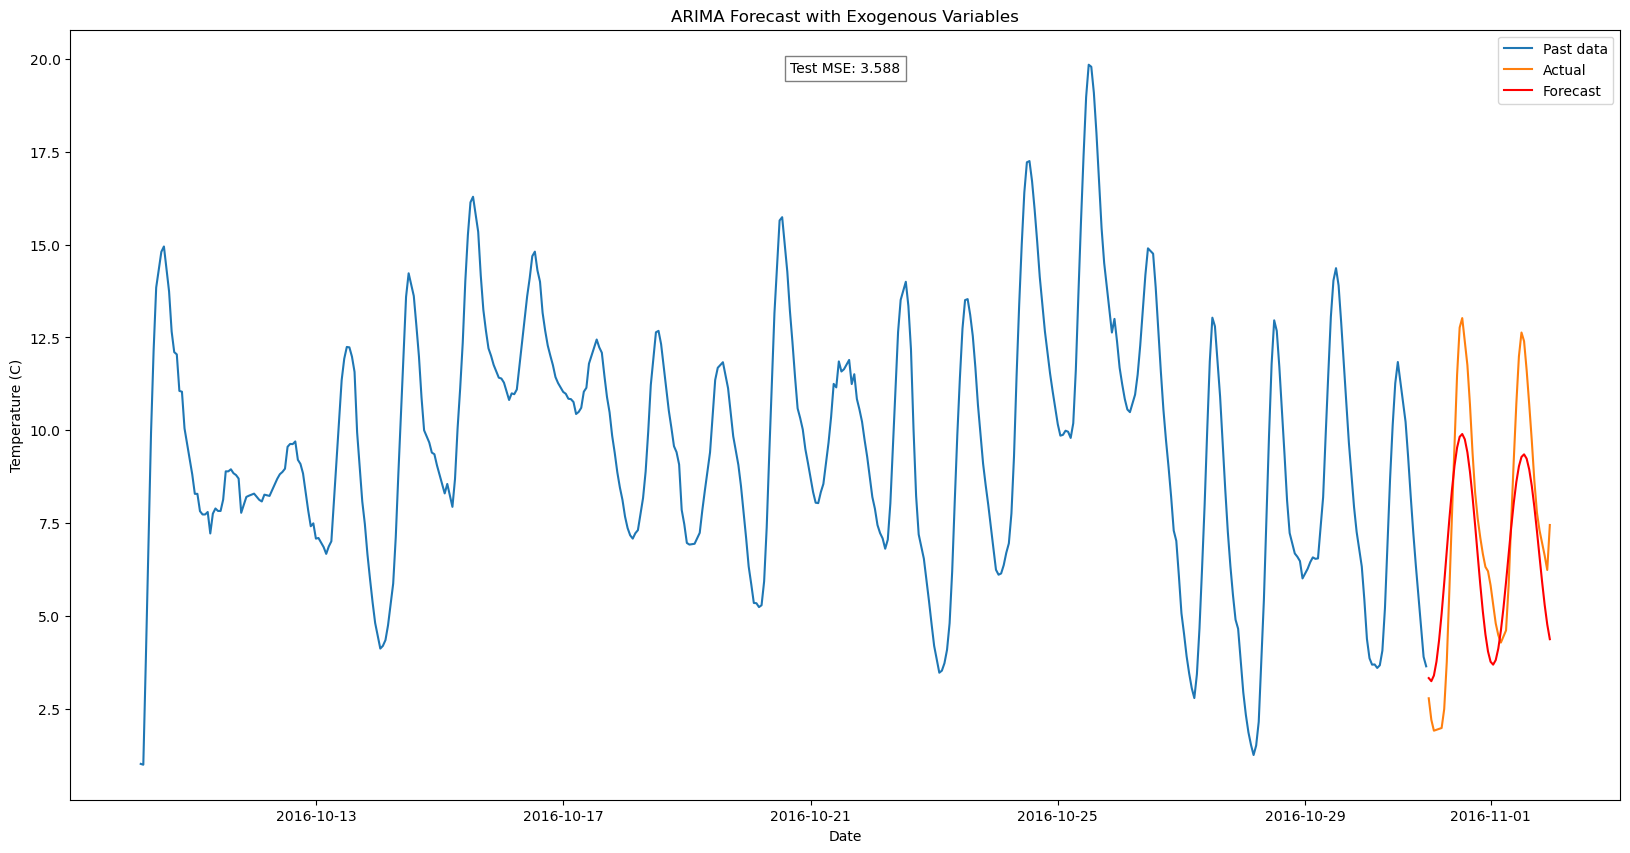 ARIMA Forecast with Exogenous Variables
Test MSE: 3.588
Past data
Actual
Forecast
Temperature (C)
20.0
17.5
15.0
12.5
10.0
7.5
5.0
2.5
2016-10-13
2016-10-17
2016-10-21
2016-10-25
2016-10-29
2016-11-01
Date